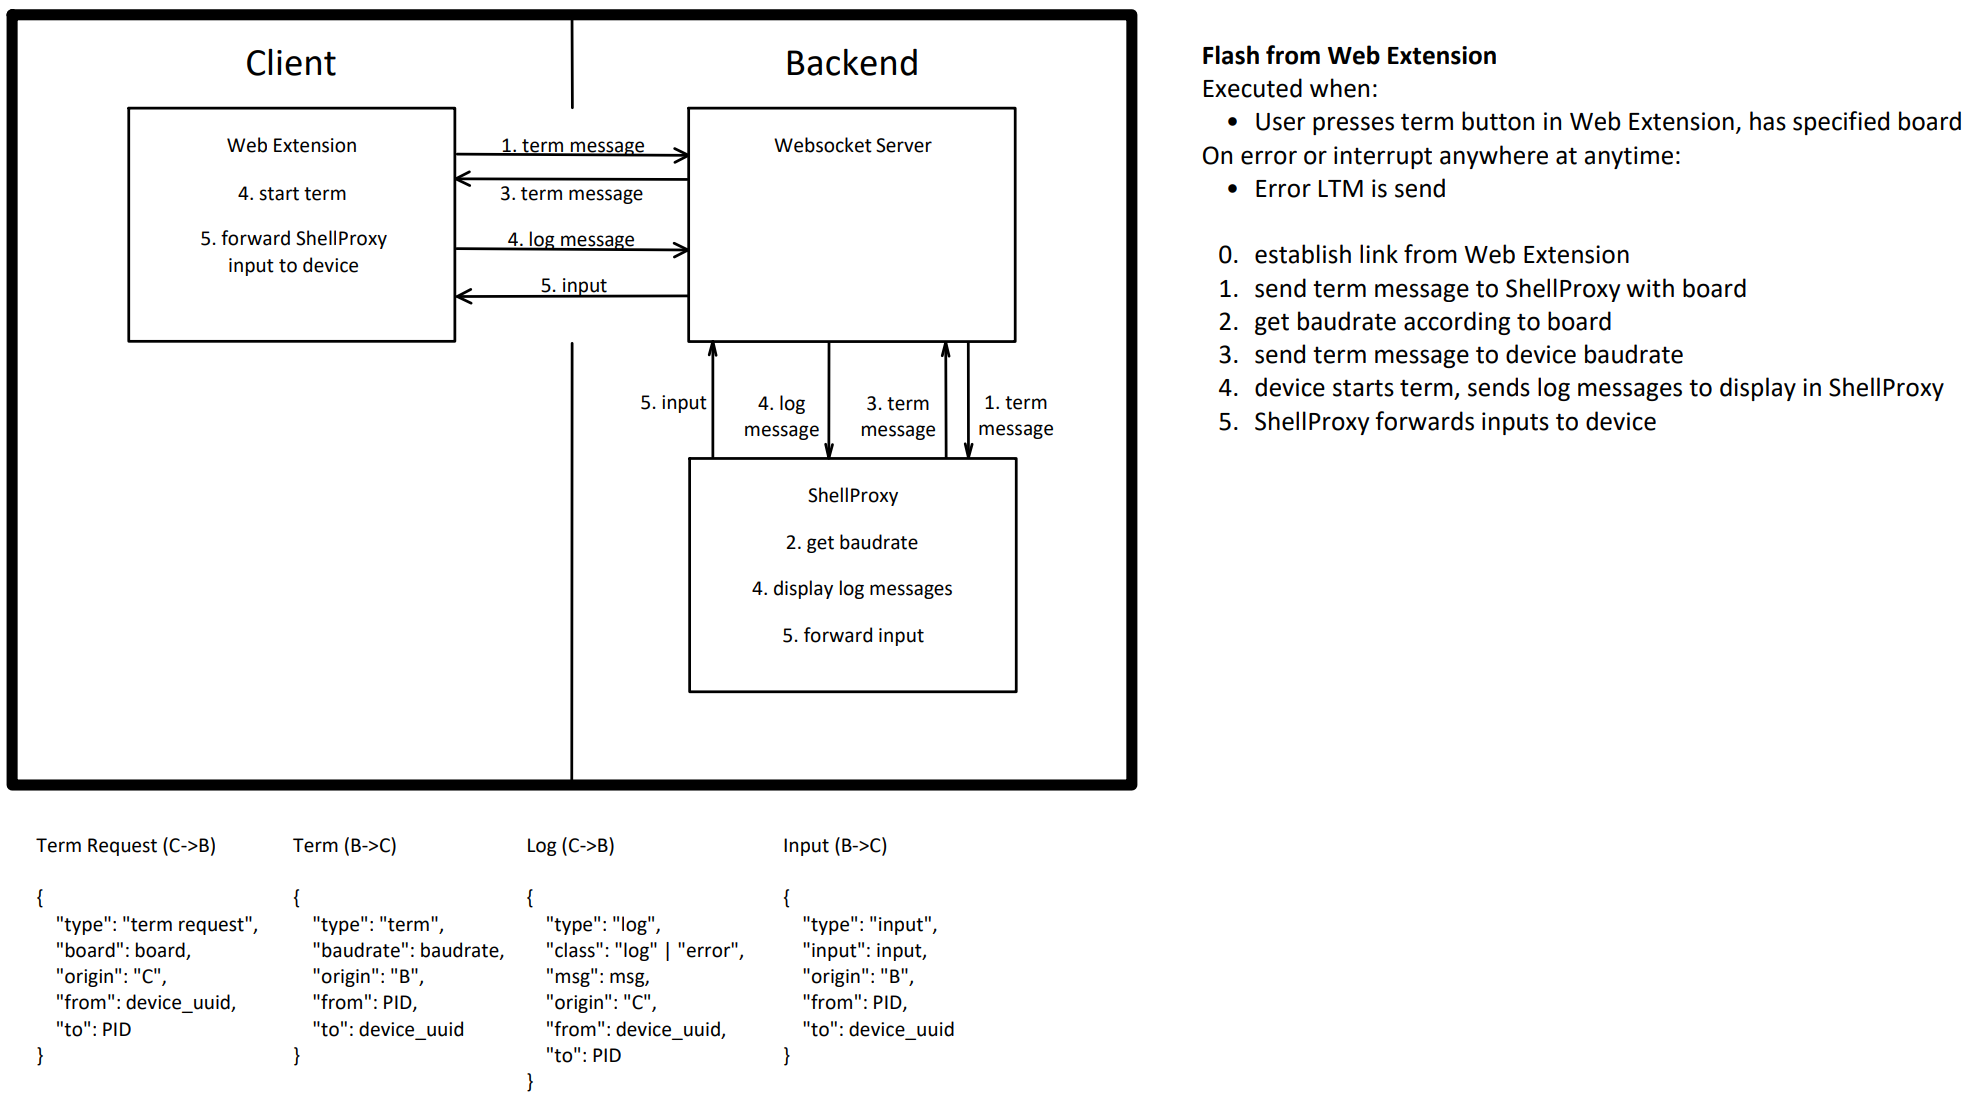 Client
Backend
Web Extension
4. start term
5. forward ShellProxy
input to device
1. term message
3. term message
4. log message
5. input
Websocket Server
5. input
4. log
message
3. term
message
1. term
message
ShellProxy
2. get baudrate
4. display log messages
5. forward input
Flash from Web Extension
Executed when:
• User presses term button in Web Extension, has specified board
On error or interrupt anywhere at anytime:
• Error LTM is send
0. establish link from Web Extension
1. send term message to ShellProxy with board
2. get baudrate according to board
3. send term message to device baudrate
4. device starts term, sends log messages to display in ShellProxy
5. ShellProxy forwards inputs to device
Term Request (C->B)
{
"type": "term request",
"board": board,
"origin": "C",
"from": device_uuid,
"to": PID
}
Term (B->C)
{
"type": "term",
"baudrate": baudrate,
"origin": "B",
"from": PID,
"to": device_uuid
}
Log (C->B)
{
"type": "log",
"class": "log" | "error",
"msg": msg,
"origin": "C",
"from": device_uuid,
"to": PID
}
Input (B->C)
{
"type": "input",
"input": input,
"origin": "B",
"from": PID,
"to": device_uuid
}